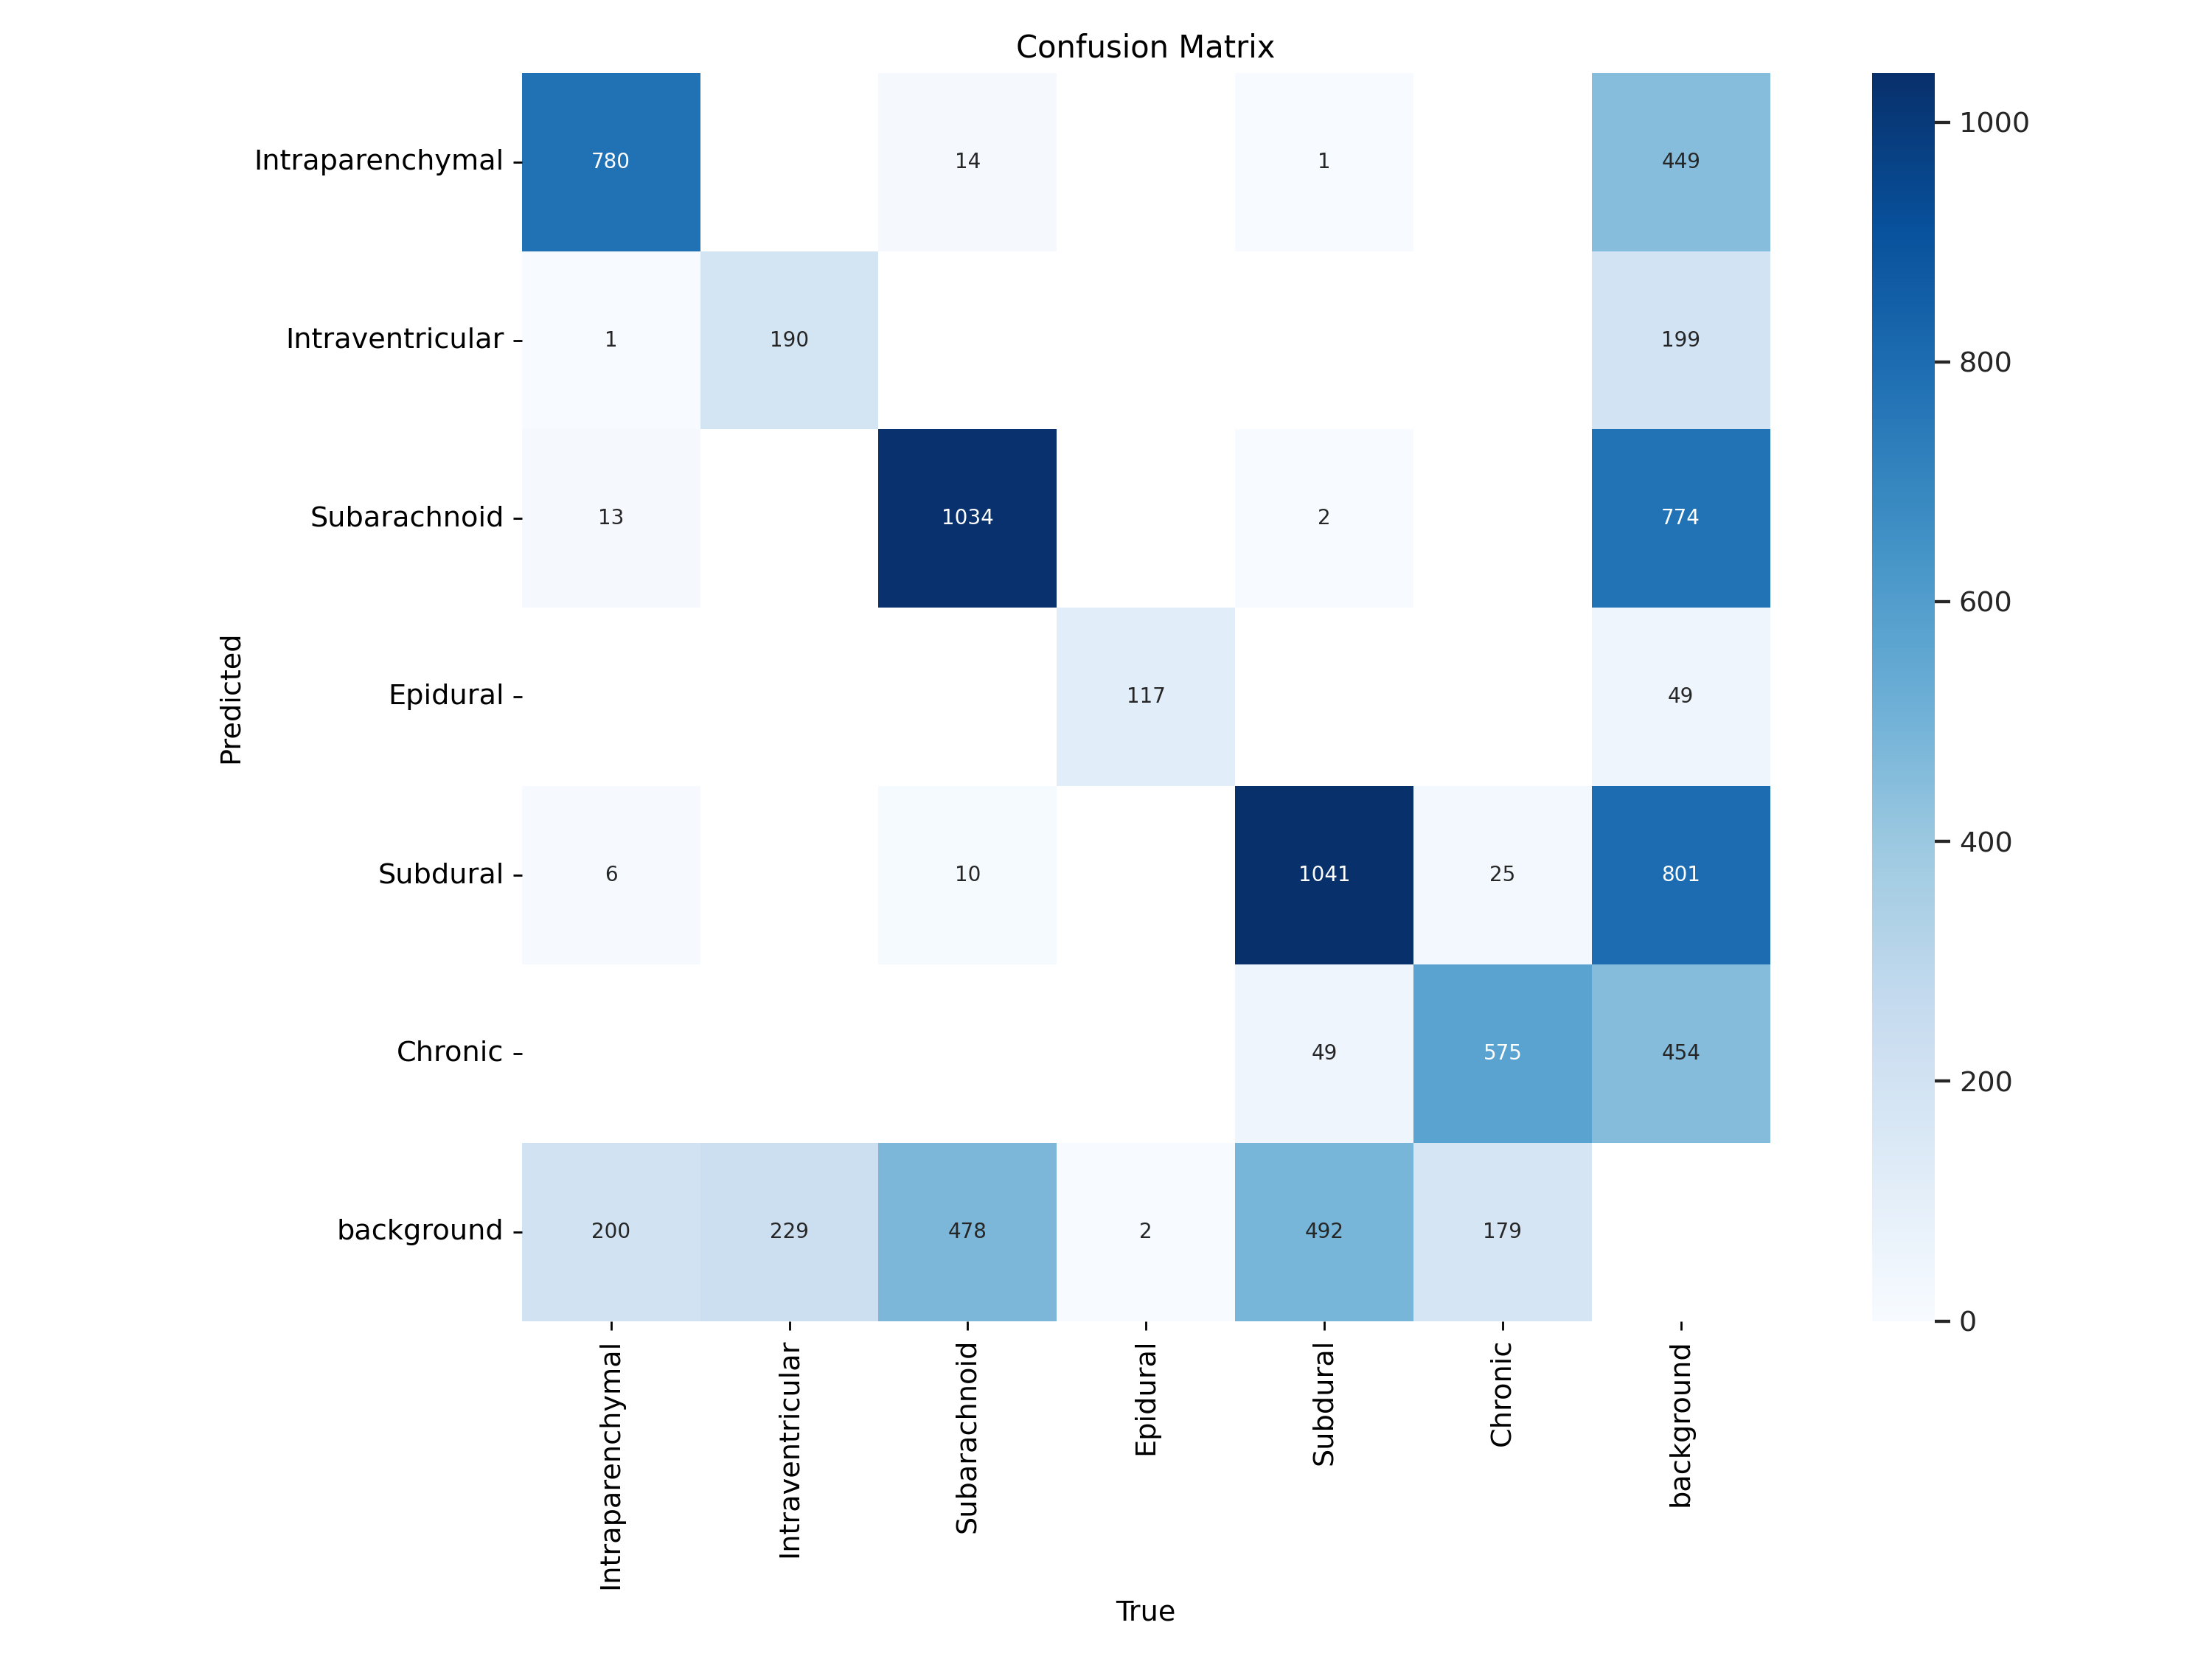 Confusion Matrix
Intraparenchymal 780 14 1 449
Intraventricular 1 190 199
Subarachnoid 13 1034 2 774
Epidural 117 49
Subdural 6 10 1041 25 801
Chronic 49 575 454
background 200 229 478 2 492 179
Predicted
Intraparenchymal
Intraventricular
Subarachnoid
Epidural
Subdural
Chronic
background
True
1000
800
600
400
200
0